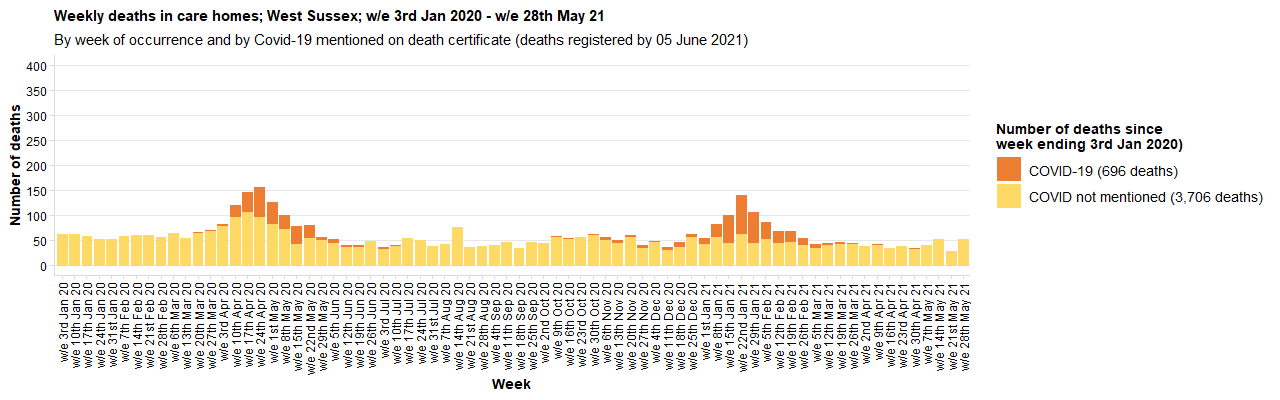 Weekly deaths in care homes; West Sussex; w/e 3rd Jan 2020 - w/e 28th May 21
By week of occurrence and by Covid-19 mentioned on death certificate (deaths registered by 05 June 2021)
Number of deaths
400
350
300
250
200
150
100
50
0
w/e 3rd Jan 20
w/e 10th Jan 20
w/e 17th Jan 20
w/e 24th Jan 20
w/e 31st Jan 20
w/e 7th Feb 20
w/e 14th Feb 20
w/e 21st Feb 20
w/e 28th Feb 20
w/e 6th Mar 20
w/e 13th Mar 20
w/e 20th Mar 20
w/e 27th Mar 20
w/e 3rd Apr 20
w/e 10th Apr 20
w/e 17th Apr 20
w/e 24th Apr 20
w/e 1st May 20
w/e 8th May 20
w/e 15th May 20
w/e 22nd May 20
w/e 29th May 20
w/e 5th Jun 20
w/e 12th Jun 20
w/e 19th Jun 20
w/e 26th Jun 20
w/e 3rd Jul 20
w/e 10th Jul 20
w/e 17th Jul 20
w/e 24th Jul 20
w/e 31st Jul 20
w/e 7th Aug 20
w/e 14th Aug 20
w/e 21st Aug 20
w/e 28th Aug 20
w/e 4th Sep 20
w/e 11th Sep 20
w/e 18th Sep 20
w/e 25th Sep 20
w/e 2nd Oct 20
w/e 9th Oct 20
w/e 16th Oct 20
w/e 23rd Oct 20
w/e 30th Oct 20
w/e 6th Nov 20
w/e 13th Nov 20
w/e 20th Nov 20
w/e 27th Nov 20
w/e 4th Dec 20
w/e 11th Dec 20
w/e 18th Dec 20
w/e 25th Dec 20
w/e 1st Jan 21
w/e 8th Jan 21
w/e 15th Jan 21
w/e 22nd Jan 21
w/e 29th Jan 21
w/e 5th Feb 21
w/e 12th Feb 21
w/e 19th Feb 21
w/e 26th Feb 21
w/e 5th Mar 21
w/e 12th Mar 21
w/e 19th Mar 21
w/e 26th Mar 21
w/e 2nd Apr 21
w/e 9th Apr 21
w/e 16th Apr 21
w/e 23rd Apr 21
w/e 30th Apr 21
w/e 7th May 21
w/e 14th May 21
w/e 21st May 21
w/e 28th May 21
Week
Number of deaths since
week ending 3rd Jan 2020)
COVID-19 (696 deaths)
COVID not mentioned (3,706 deaths)